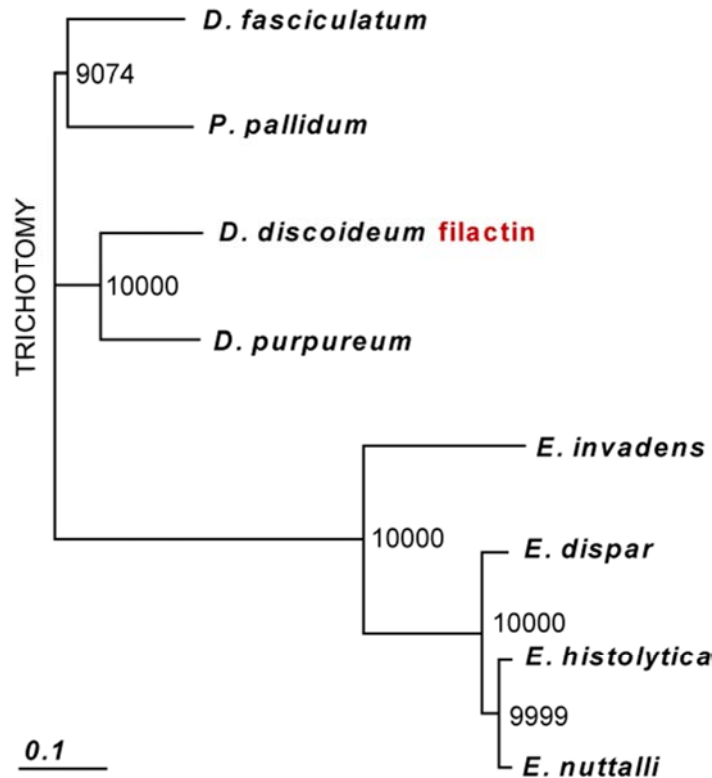 D. fasciculatum
9074
P. pallidum
TRICHOTOMY
D. discoideum filactin
10000
D. purpureum
E. invadens
10000
E. dispar
10000
E. histolytica
9999
0.1
E. nuttalli